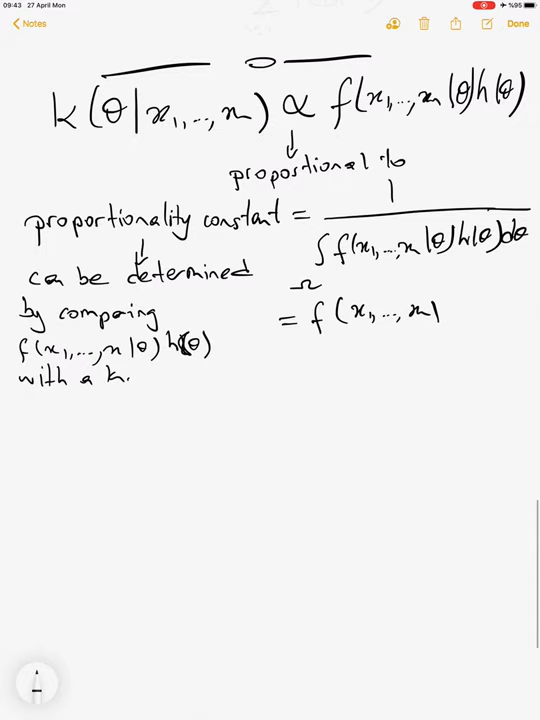 09:43 27 April Mon
%95
Notes
Done
k(θ|x₁,..,xn) ∝ f(x₁,..,xn|θ)h(θ)
proportional to
proportionality constant = 1 / ∫f(x₁,..,xn|θ)h(θ)dθ
Ω
can be determined
by comparing
= f(x₁,..,xn)
f(x₁,..,xn|θ)h(θ)
with a k.